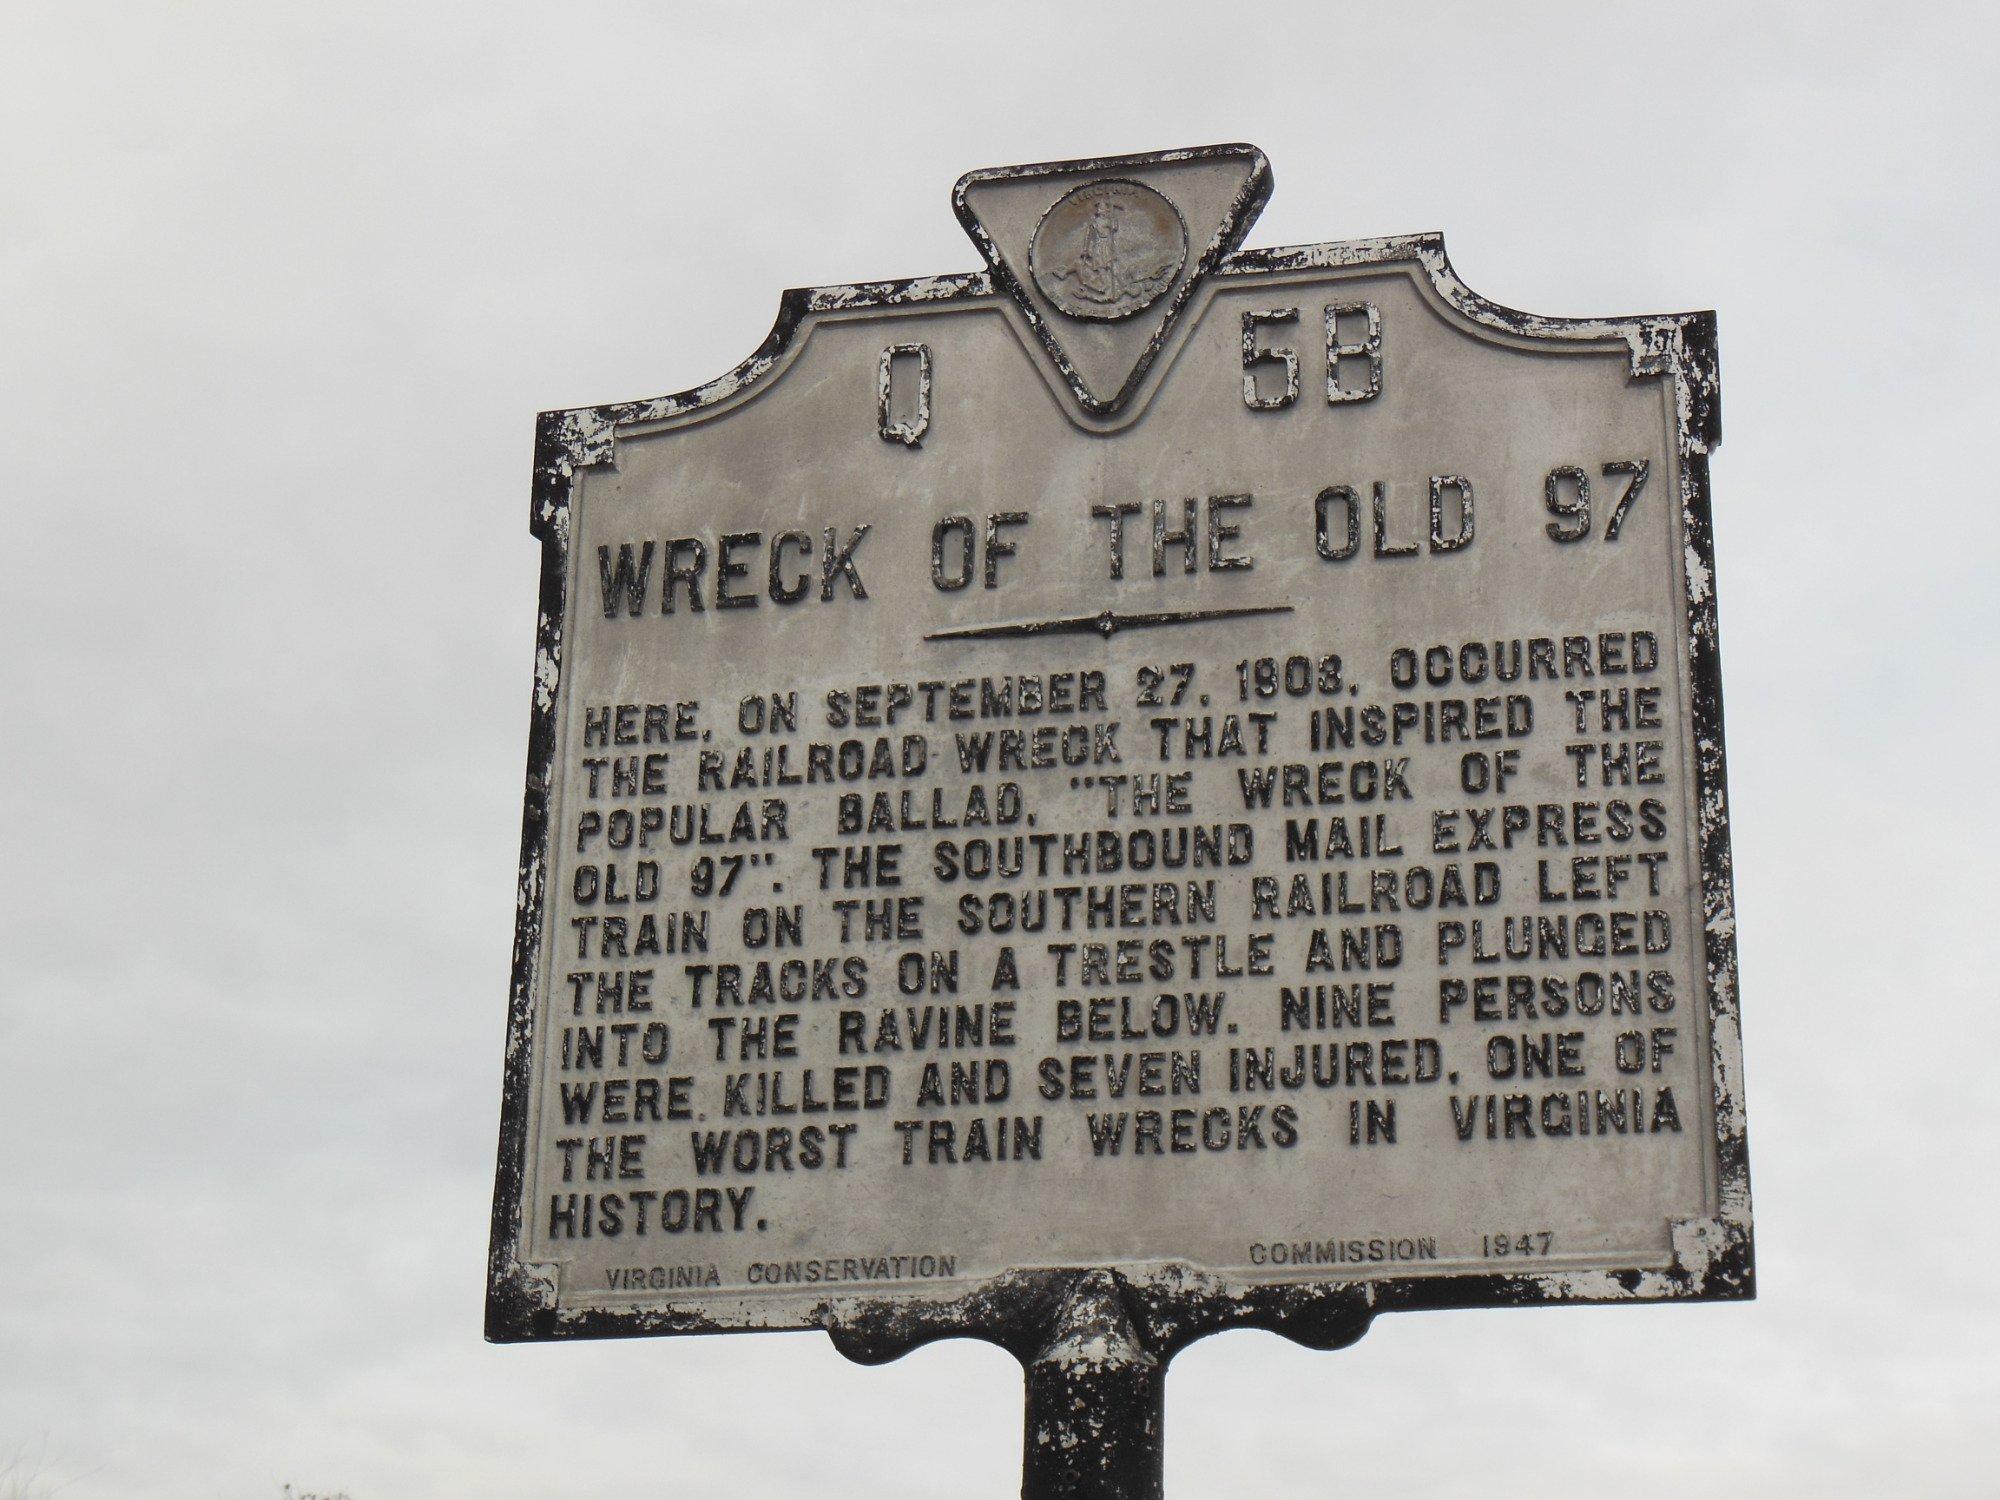 VIRGINIA
Q 5B
WRECK OF THE OLD 97
HERE, ON SEPTEMBER 27, 1903, OCCURRED
THE RAILROAD WRECK THAT INSPIRED THE
POPULAR BALLAD, "THE WRECK OF THE
OLD 97". THE SOUTHBOUND MAIL EXPRESS
TRAIN ON THE SOUTHERN RAILROAD LEFT
THE TRACKS ON A TRESTLE AND PLUNGED
INTO THE RAVINE BELOW. NINE PERSONS
WERE KILLED AND SEVEN INJURED, ONE OF
THE WORST TRAIN WRECKS IN VIRGINIA
HISTORY.
VIRGINIA CONSERVATION COMMISSION 1947